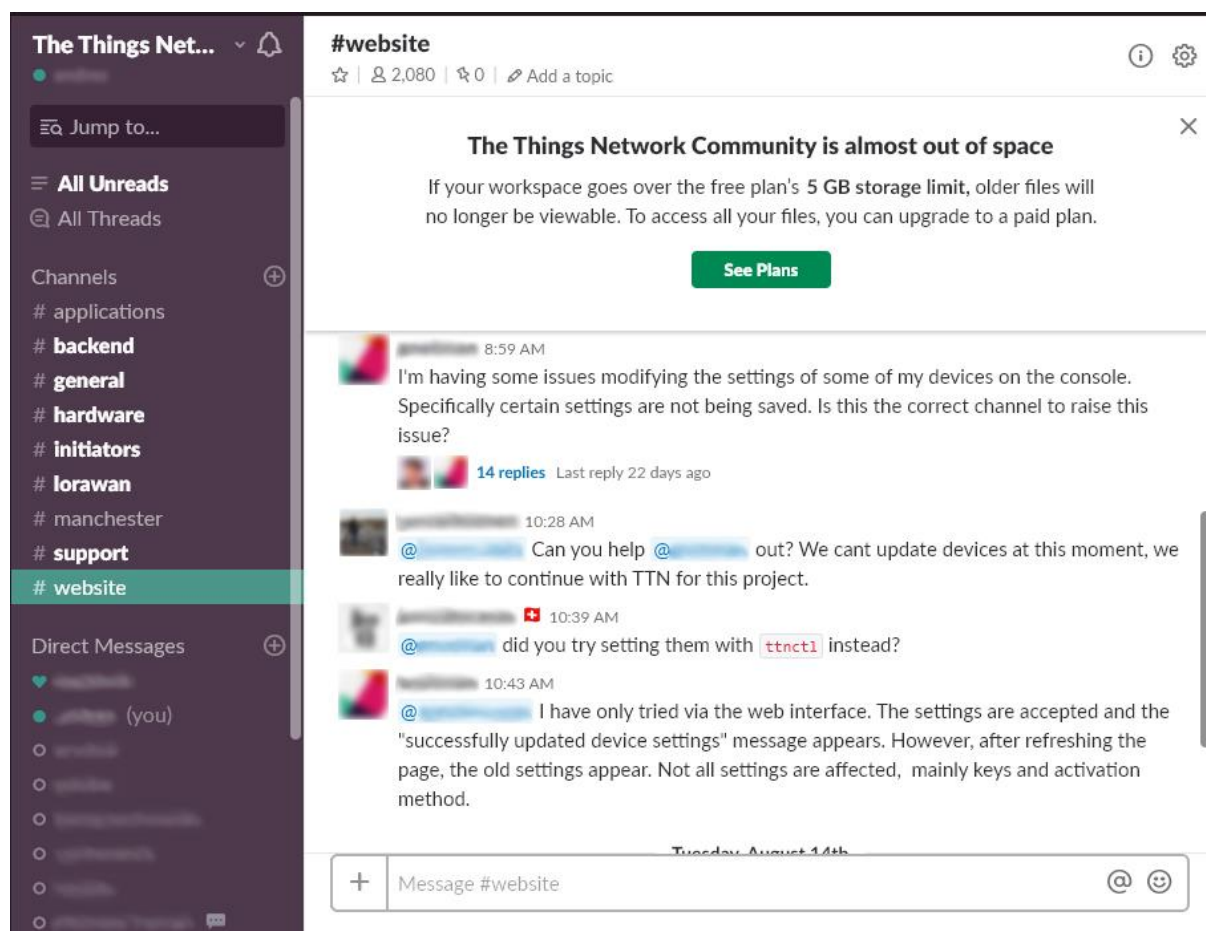 The Things Net...
Jump to...
All Unreads
All Threads
Channels
# applications
# backend
# general
# hardware
# initiators
# lorawan
# manchester
# support
# website
Direct Messages
(you)
#website
2,080 | 0 | Add a topic
The Things Network Community is almost out of space
If your workspace goes over the free plan's 5 GB storage limit, older files will
no longer be viewable. To access all your files, you can upgrade to a paid plan.
See Plans
8:59 AM
I'm having some issues modifying the settings of some of my devices on the console.
Specifically certain settings are not being saved. Is this the correct channel to raise this
issue?
14 replies Last reply 22 days ago
10:28 AM
@ Can you help @ out? We cant update devices at this moment, we
really like to continue with TTN for this project.
10:39 AM
@ did you try setting them with ttnctl instead?
10:43 AM
@ I have only tried via the web interface. The settings are accepted and the
"successfully updated device settings" message appears. However, after refreshing the
page, the old settings appear. Not all settings are affected, mainly keys and activation
method.
Tuesday, August 14th
+ Message #website @